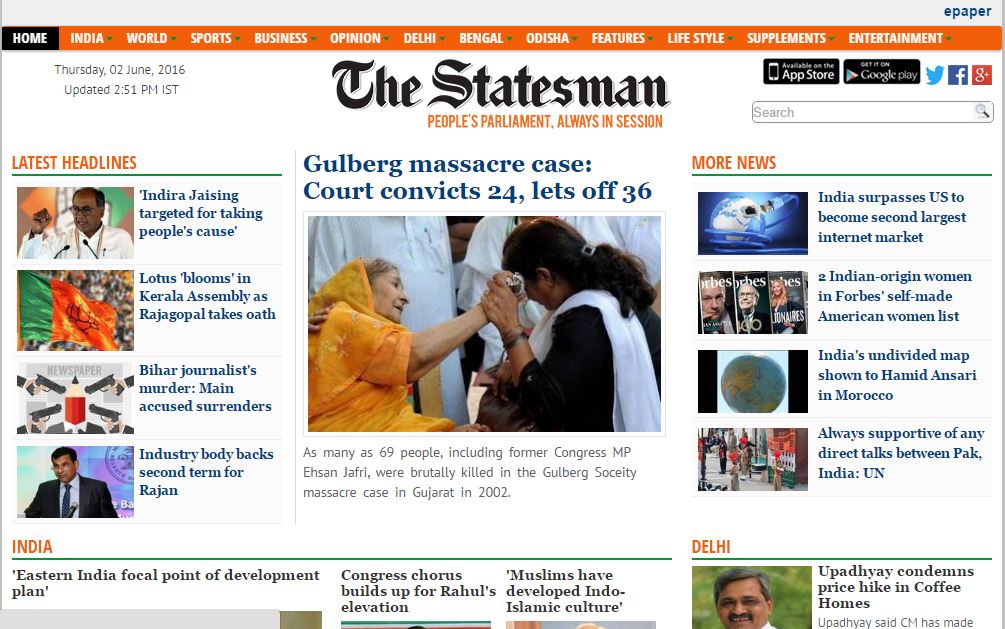 epaper
HOME INDIA WORLD SPORTS BUSINESS OPINION DELHI BENGAL ODISHA FEATURES LIFE STYLE SUPPLEMENTS ENTERTAINMENT
Thursday, 02 June, 2016
Updated 2:51 PM IST
The Statesman
PEOPLE'S PARLIAMENT, ALWAYS IN SESSION
Available on the
App Store
GET IT ON
Google play
Search
LATEST HEADLINES
'Indira Jaising
targeted for taking
people's cause'
Lotus 'blooms' in
Kerala Assembly as
Rajagopal takes oath
NEWSPAPER
Bihar journalist's
murder: Main
accused surrenders
Industry body backs
second term for
Rajan
Gulberg massacre case:
Court convicts 24, lets off 36
As many as 69 people, including former Congress MP
Ehsan Jafri, were brutally killed in the Gulberg Soceity
massacre case in Gujarat in 2002.
MORE NEWS
India surpasses US to
become second largest
internet market
2 Indian-origin women
in Forbes' self-made
American women list
India's undivided map
shown to Hamid Ansari
in Morocco
Always supportive of any
direct talks between Pak,
India: UN
INDIA
'Eastern India focal point of development
plan'
Congress chorus
builds up for Rahul's
elevation
'Muslims have
developed Indo-
Islamic culture'
DELHI
Upadhyay condemns
price hike in Coffee
Homes
Upadhyay said CM has made